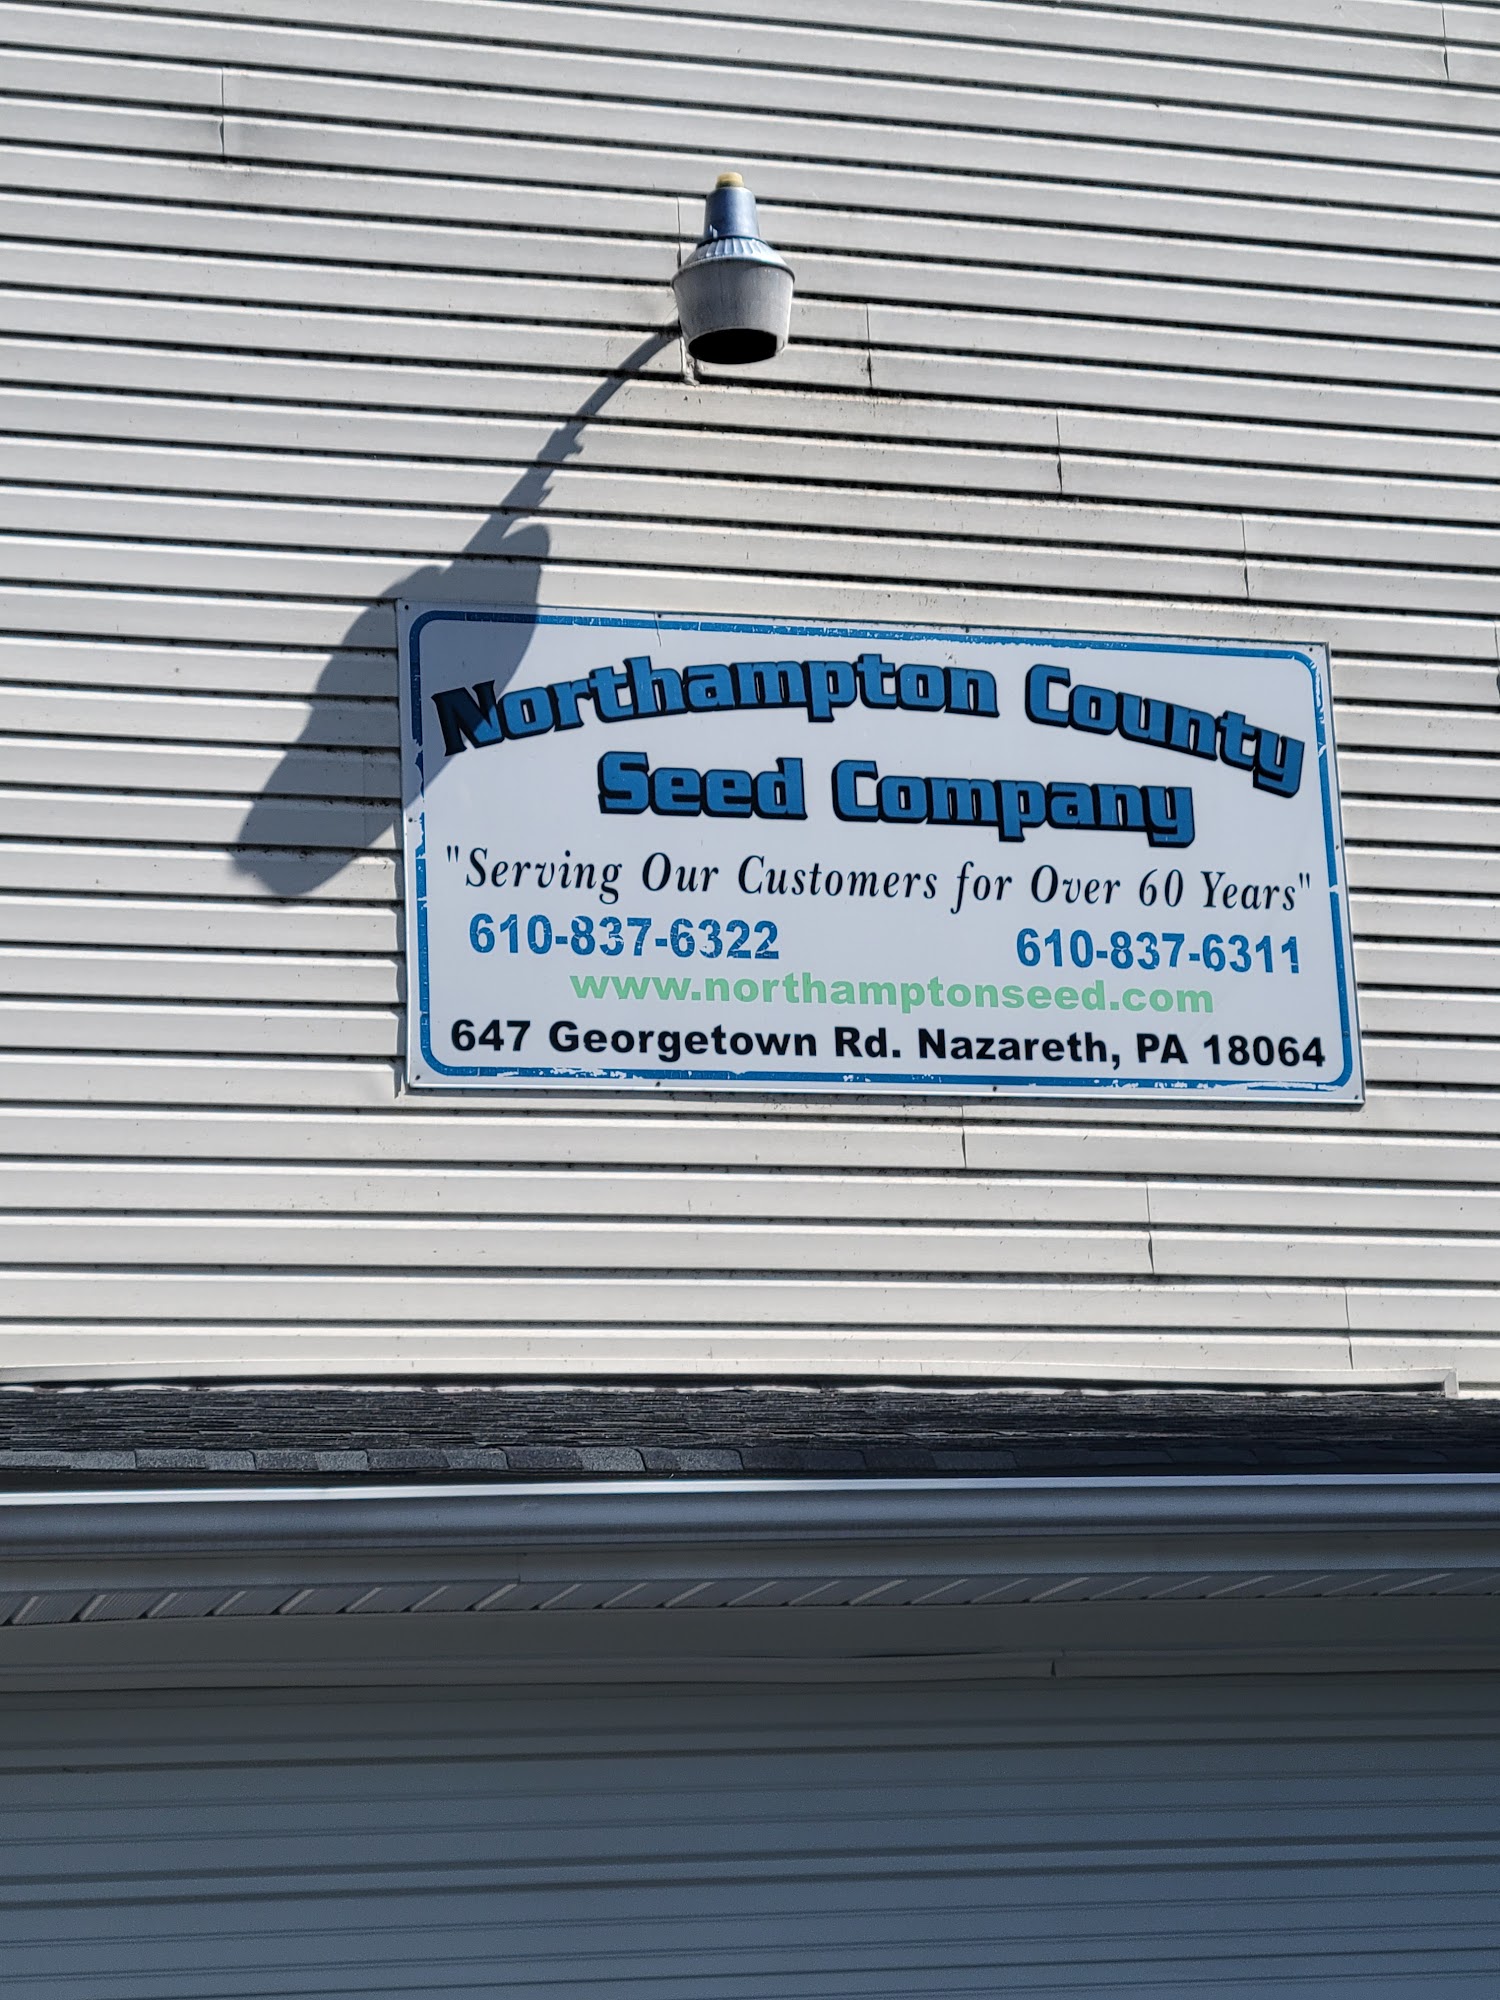 Northampton County
Seed Company
"Serving Our Customers for Over 60 Years"
610-837-6322 610-837-6311
www.northamptonseed.com
647 Georgetown Rd. Nazareth, PA 18064